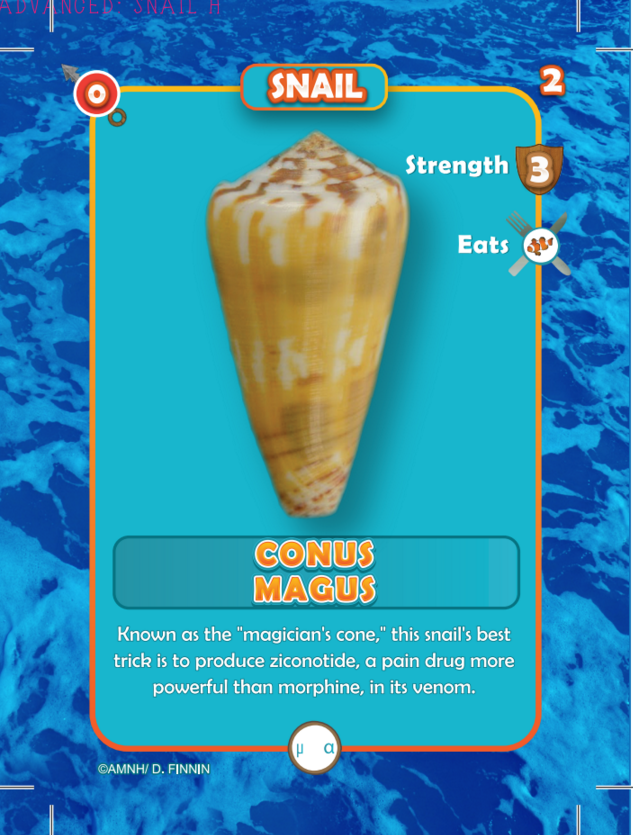 ADVANCED: SNAIL H
SNAIL
2
O
Strength 3
Eats
CONUS
MAGUS
Known as the "magician's cone," this snail's best
trick is to produce ziconotide, a pain drug more
powerful than morphine, in its venom.
μ α
©AMNH/ D. FINNIN